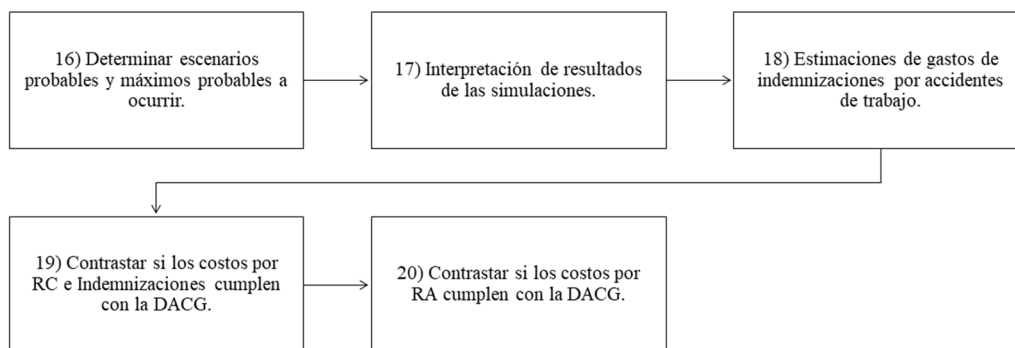 16) Determinar escenarios
probables y máximos probables a
ocurrir.
17) Interpretación de resultados
de las simulaciones.
18) Estimaciones de gastos de
indemnizaciones por accidentes
de trabajo.
19) Contrastar si los costos por
RC e Indemnizaciones cumplen
con la DACG.
20) Contrastar si los costos por
RA cumplen con la DACG.